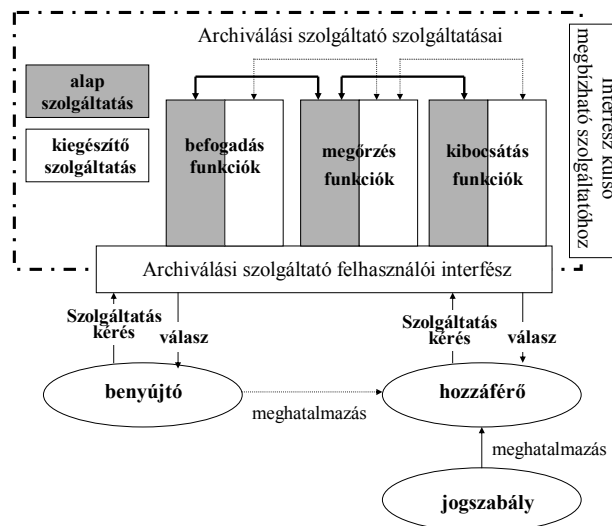 Archiválási szolgáltató szolgáltatásai
alap
szolgáltatás
kiegészítő
szolgáltatás
befogadás
funkciók
megőrzés
funkciók
kibocsátás
funkciók
Interfész külső
megbízható szolgáltatóhoz
Archiválási szolgáltató felhasználói interfész
Szolgáltatás
kérés
válasz
Szolgáltatás
kérés
válasz
benyújtó
meghatalmazás
hozzáférő
meghatalmazás
jogszabály